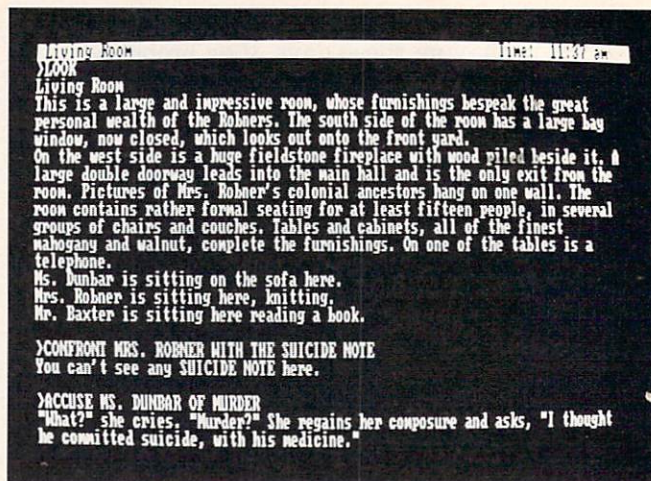 Living Room Time: 11:37 am
>LOOK
Living Room
This is a large and impressive room, whose furnishings bespeak the great
personal wealth of the Robners. The south side of the room has a large bay
window, now closed, which looks out onto the front yard.
On the west side is a huge fieldstone fireplace with wood piled beside it. A
large double doorway leads into the main hall and is the only exit from the
room. Pictures of Mrs. Robner's colonial ancestors hang on one wall. The
room contains rather formal seating for at least fifteen people, in several
groups of chairs and couches. Tables and cabinets, all of the finest
mahogany and walnut, complete the furnishings. On one of the tables is a
telephone.
Ms. Dunbar is sitting on the sofa here.
Mrs. Robner is sitting here, knitting.
Mr. Baxter is sitting here reading a book.
>CONFRONT MRS. ROBNER WITH THE SUICIDE NOTE
You can't see any SUICIDE NOTE here.
>ACCUSE MS. DUNBAR OF MURDER
"What?" she cries. "Murder?" She regains her composure and asks, "I thought
he committed suicide, with his medicine."